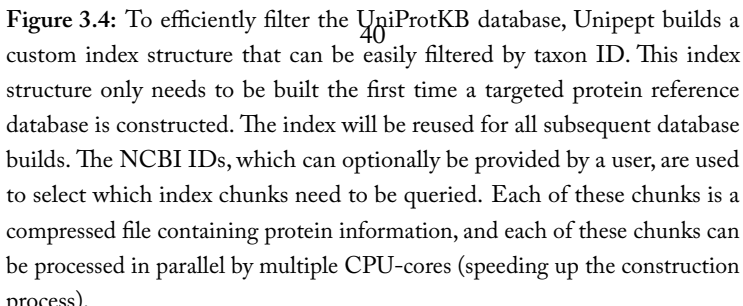 Figure 3.4: To efficiently filter the UniProtKB database, Unipept builds a
40
custom index structure that can be easily filtered by taxon ID. This index
structure only needs to be built the first time a targeted protein reference
database is constructed. The index will be reused for all subsequent database
builds. The NCBI IDs, which can optionally be provided by a user, are used
to select which index chunks need to be queried. Each of these chunks is a
compressed file containing protein information, and each of these chunks can
be processed in parallel by multiple CPU-cores (speeding up the construction
process).